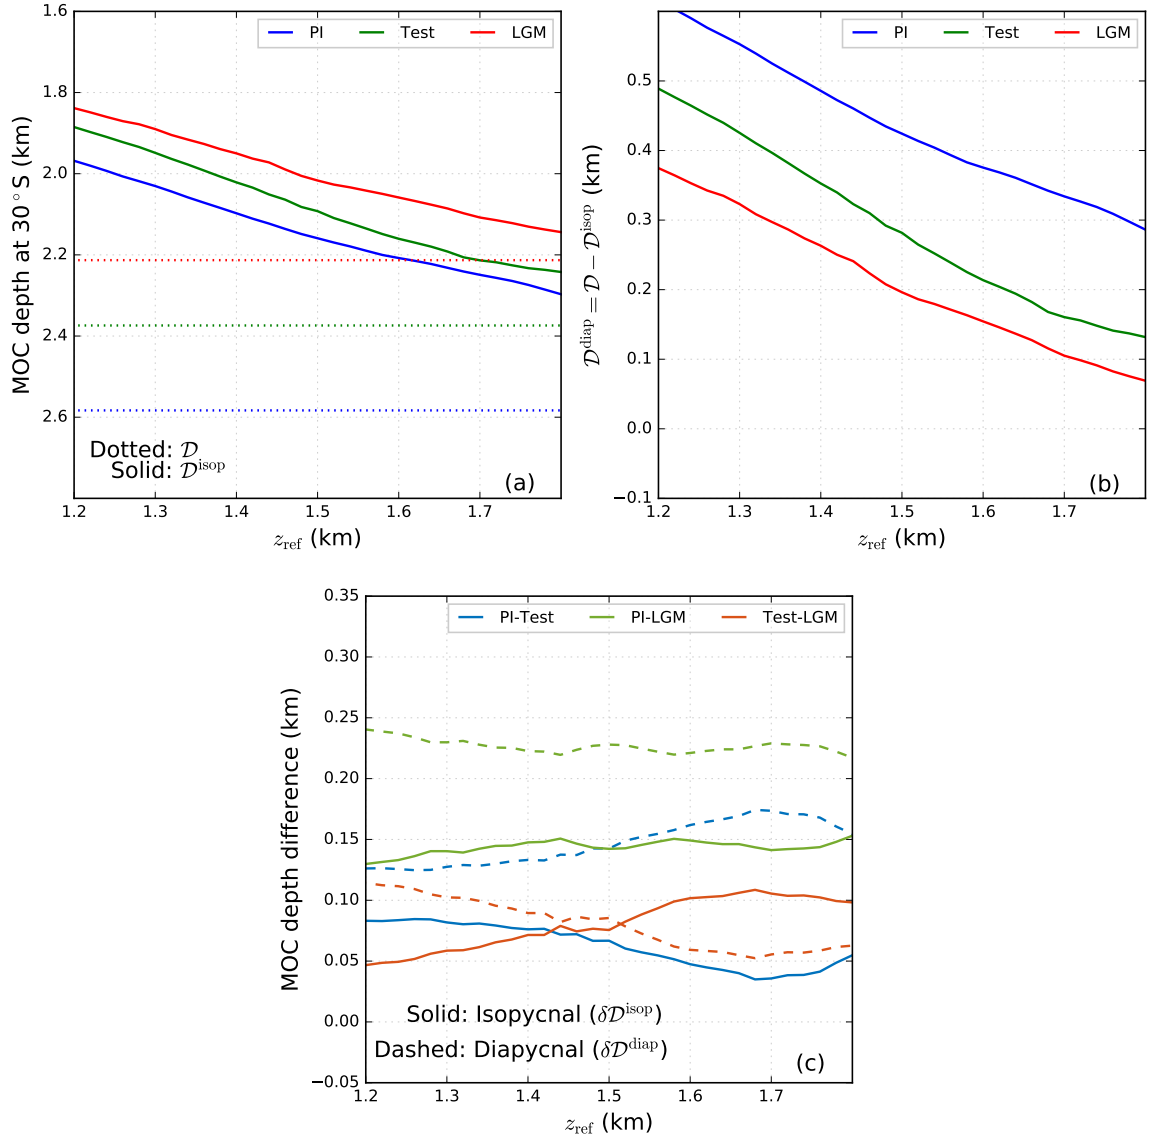 PI Test LGM
1.6
1.8
2.0
2.2
2.4
2.6
MOC depth at 30°S (km)
Dotted: 𝒟
Solid: 𝒟^isop
(a)
1.2 1.3 1.4 1.5 1.6 1.7
z_ref (km)
PI Test LGM
0.5
0.4
0.3
0.2
0.1
0.0
−0.1
𝒟^diap = 𝒟 − 𝒟^isop (km)
(b)
1.2 1.3 1.4 1.5 1.6 1.7
z_ref (km)
PI-Test PI-LGM Test-LGM
0.35
0.30
0.25
0.20
0.15
0.10
0.05
0.00
−0.05
MOC depth difference (km)
Solid: Isopycnal (δ𝒟^isop)
Dashed: Diapycnal (δ𝒟^diap)
(c)
1.2 1.3 1.4 1.5 1.6 1.7
z_ref (km)